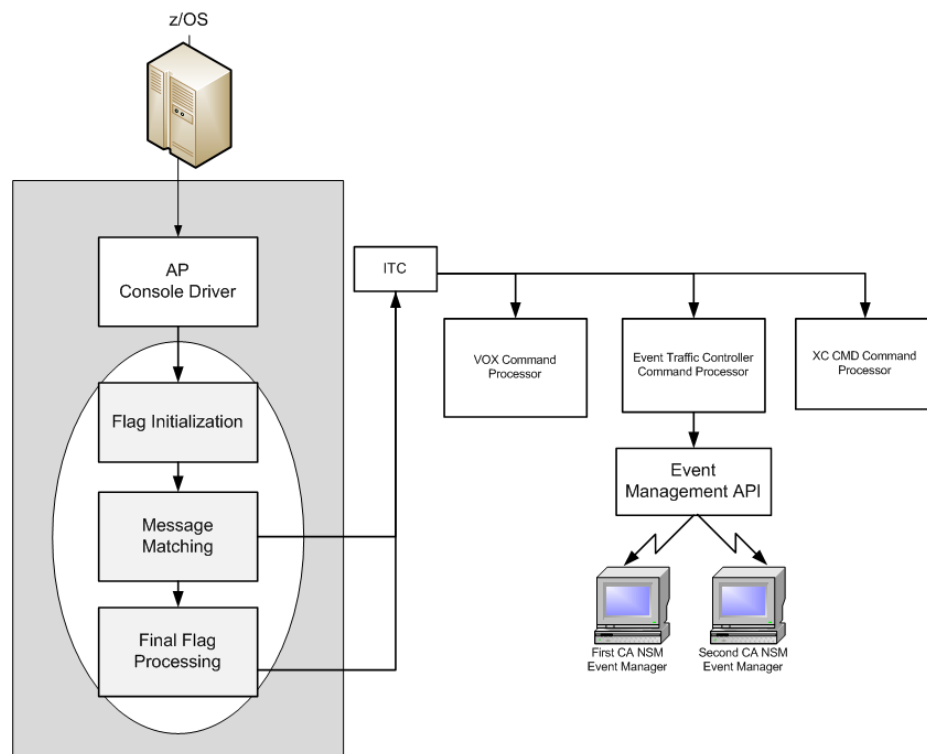 z/OS
AP
Console Driver
Flag Initialization
Message
Matching
Final Flag
Processing
ITC
VOX Command
Processor
Event Traffic Controller
Command Processor
XC CMD Command
Processor
Event
Management API
First CA NSM
Event Manager
Second CA NSM
Event Manager